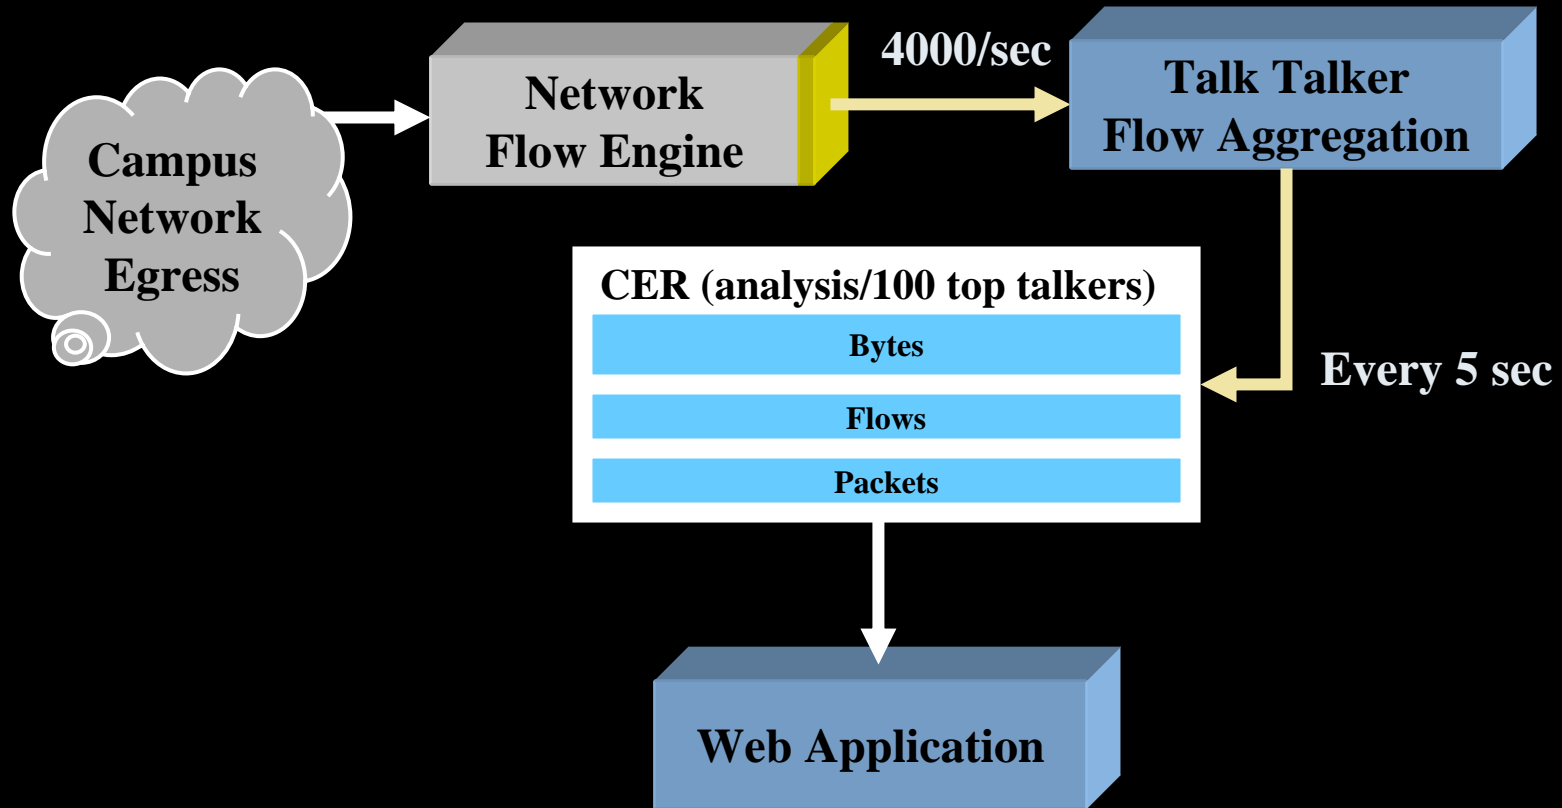 Campus
Network
Egress
Network
Flow Engine
4000/sec
Talk Talker
Flow Aggregation
Every 5 sec
CER (analysis/100 top talkers)
Bytes
Flows
Packets
Web Application